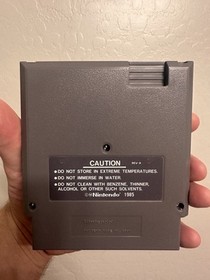 CAUTION REV-A
● DO NOT STORE IN EXTREME TEMPERATURES.
● DO NOT IMMERSE IN WATER.
● DO NOT CLEAN WITH BENZENE, THINNER,
ALCOHOL OR OTHER SUCH SOLVENTS.
©Nintendo 1985